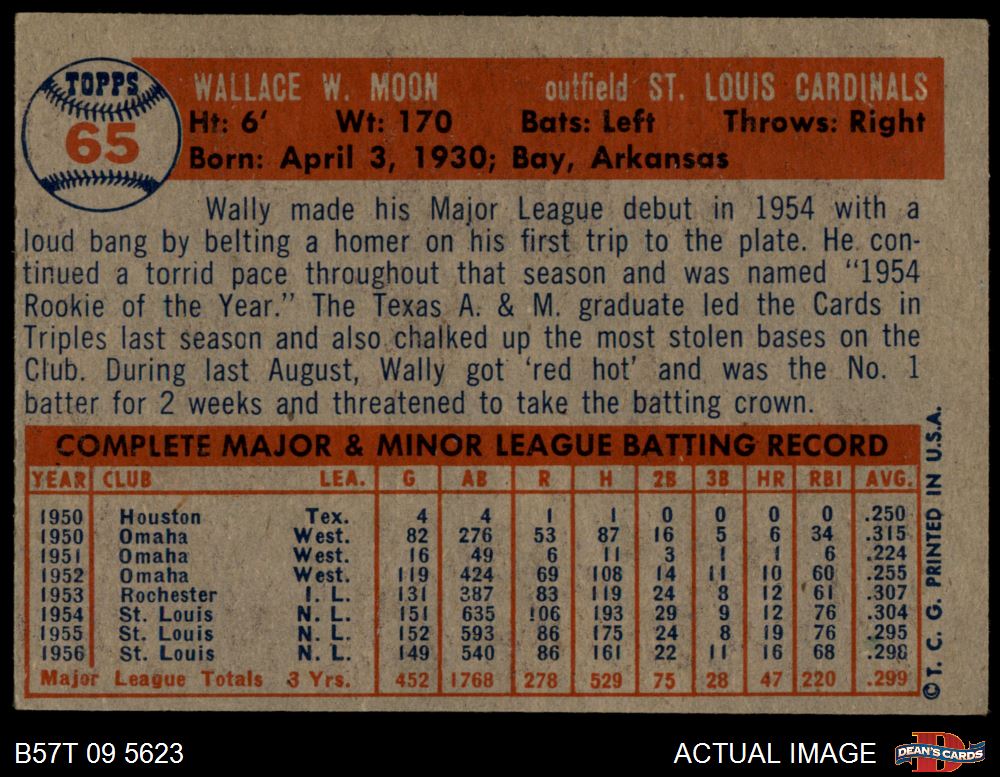 TOPPS
65
WALLACE W. MOON outfield ST. LOUIS CARDINALS
Ht: 6' Wt: 170 Bats: Left Throws: Right
Born: April 3, 1930; Bay, Arkansas
Wally made his Major League debut in 1954 with a
loud bang by belting a homer on his first trip to the plate. He con-
tinued a torrid pace throughout that season and was named "1954
Rookie of the Year." The Texas A. & M. graduate led the Cards in
Triples last season and also chalked up the most stolen bases on the
Club. During last August, Wally got 'red hot' and was the No. 1
batter for 2 weeks and threatened to take the batting crown.
COMPLETE MAJOR & MINOR LEAGUE BATTING RECORD
YEAR CLUB LEA. G AB R H 2B 3B HR RBI AVG.
1950 Houston Tex. 4 4 1 1 0 0 0 0 .250
1950 Omaha West. 82 276 53 87 16 5 6 34 .315
1951 Omaha West. 16 49 6 11 3 1 1 6 .224
1952 Omaha West. 119 424 69 108 14 11 10 60 .255
1953 Rochester I. L. 131 387 83 119 24 8 12 61 .307
1954 St. Louis N. L. 151 635 106 193 29 9 12 76 .304
1955 St. Louis N. L. 152 593 86 175 24 8 19 76 .295
1956 St. Louis N. L. 149 540 86 161 22 11 16 68 .298
Major League Totals 3 Yrs. 452 1768 278 529 75 28 47 220 .299
© T. C. G. PRINTED IN U.S.A.
B57T 09 5623 ACTUAL IMAGE DEAN'S CARDS